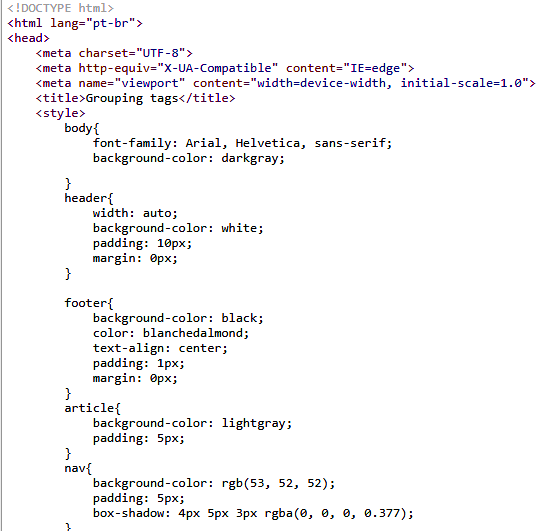 <!DOCTYPE html>
<html lang="pt-br">
<head>
    <meta charset="UTF-8">
    <meta http-equiv="X-UA-Compatible" content="IE=edge">
    <meta name="viewport" content="width=device-width, initial-scale=1.0">
    <title>Grouping tags</title>
    <style>
        body{
            font-family: Arial, Helvetica, sans-serif;
            background-color: darkgray;

        }
        header{
            width: auto;
            background-color: white;
            padding: 10px;
            margin: 0px;
        }

        footer{
            background-color: black;
            color: blanchedalmond;
            text-align: center;
            padding: 1px;
            margin: 0px;
        }
        article{
            background-color: lightgray;
            padding: 5px;
        }
        nav{
            background-color: rgb(53, 52, 52);
            padding: 5px;
            box-shadow: 4px 5px 3px rgba(0, 0, 0, 0.377);
        }